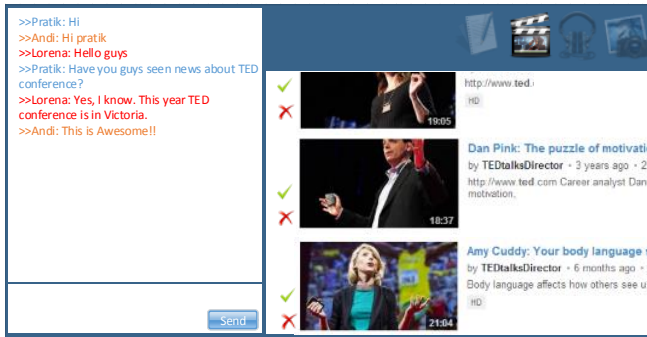 >>Pratik: Hi
>>Andi: Hi pratik
>>Lorena: Hello guys
>>Pratik: Have you guys seen news about TED
conference?
>>Lorena: Yes, I know. This year TED
conference is in Victoria.
>>Andi: This is Awesome!!
Send
http://www.ted.
HD
19:05
Dan Pink: The puzzle of motivati
by TEDtalksDirector • 3 years ago • 2
http://www.ted.com Career analyst Dan
motivation.
18:37
Amy Cuddy: Your body language s
by TEDtalksDirector • 6 months ago •
Body language affects how others see u
HD
21:04